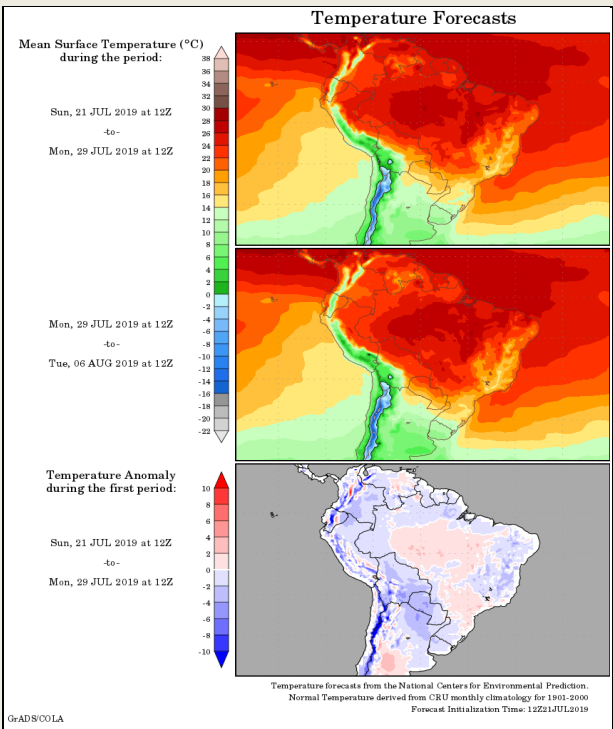 Temperature Forecasts
Mean Surface Temperature (°C)
during the period:
Sun, 21 JUL 2019 at 12Z
-to-
Mon, 29 JUL 2019 at 12Z
38
36
34
32
30
28
26
24
22
20
18
16
14
12
10
8
6
4
2
0
-2
-4
-6
-8
-10
-12
-14
-16
-18
-20
-22
Mon, 29 JUL 2019 at 12Z
-to-
Tue, 06 AUG 2019 at 12Z
Temperature Anomaly
during the first period:
Sun, 21 JUL 2019 at 12Z
-to-
Mon, 29 JUL 2019 at 12Z
10
8
6
4
2
0
-2
-4
-6
-8
-10
Temperature forecasts from the National Centers for Environmental Prediction.
Normal Temperature derived from CRU monthly climatology for 1901-2000
Forecast Initialization Time: 12Z21JUL2019
GrADS/COLA